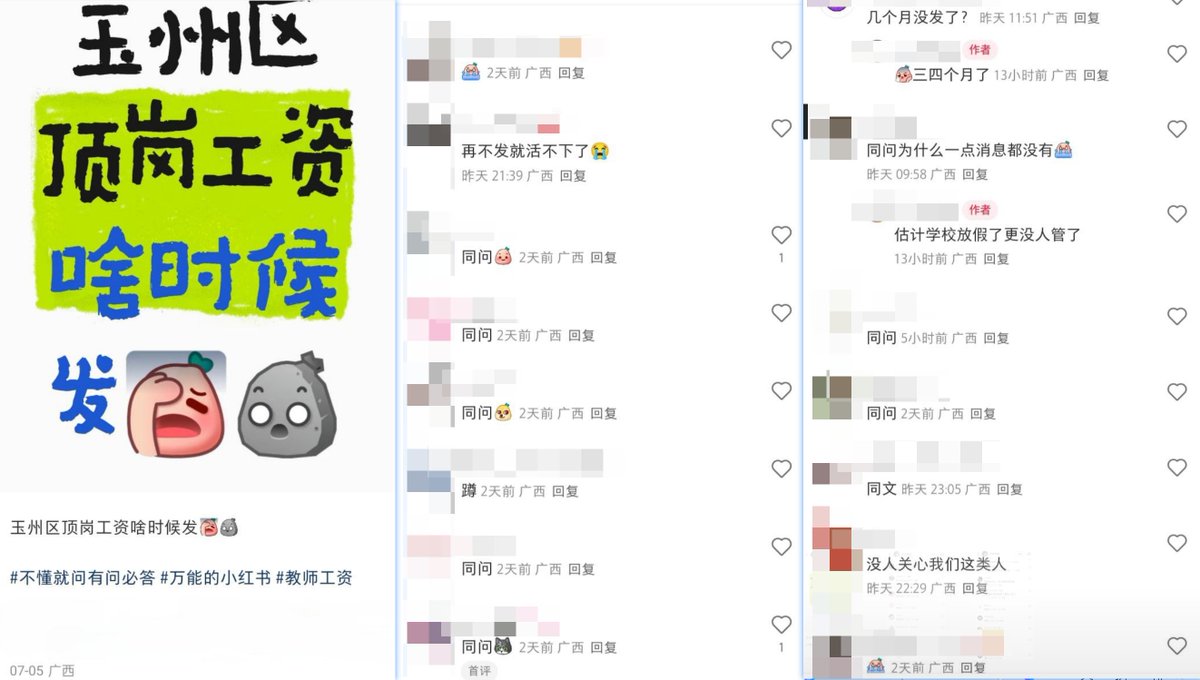 玉州区
顶岗工资
啥时候
发
玉州区顶岗工资啥时候发
#不懂就问有问必答 #万能的小红书 #教师工资
07-05 广西
2天前 广西 回复
再不发就活不下了
昨天 21:39 广西 回复
同问 2天前 广西 回复
1
同问 2天前 广西 回复
同问 2天前 广西 回复
蹲 2天前 广西 回复
同问 2天前 广西 回复
同问 2天前 广西 回复
1
首评
几个月没发了? 昨天 11:51 广西 回复
作者
三四个月了 13小时前 广西 回复
同问为什么一点消息都没有
昨天 09:58 广西 回复
作者
估计学校放假了更没人管了
13小时前 广西 回复
同问 5小时前 广西 回复
同问 2天前 广西 回复
同文 昨天 23:05 广西 回复
没人关心我们这类人
昨天 22:29 广西 回复
2天前 广西 回复